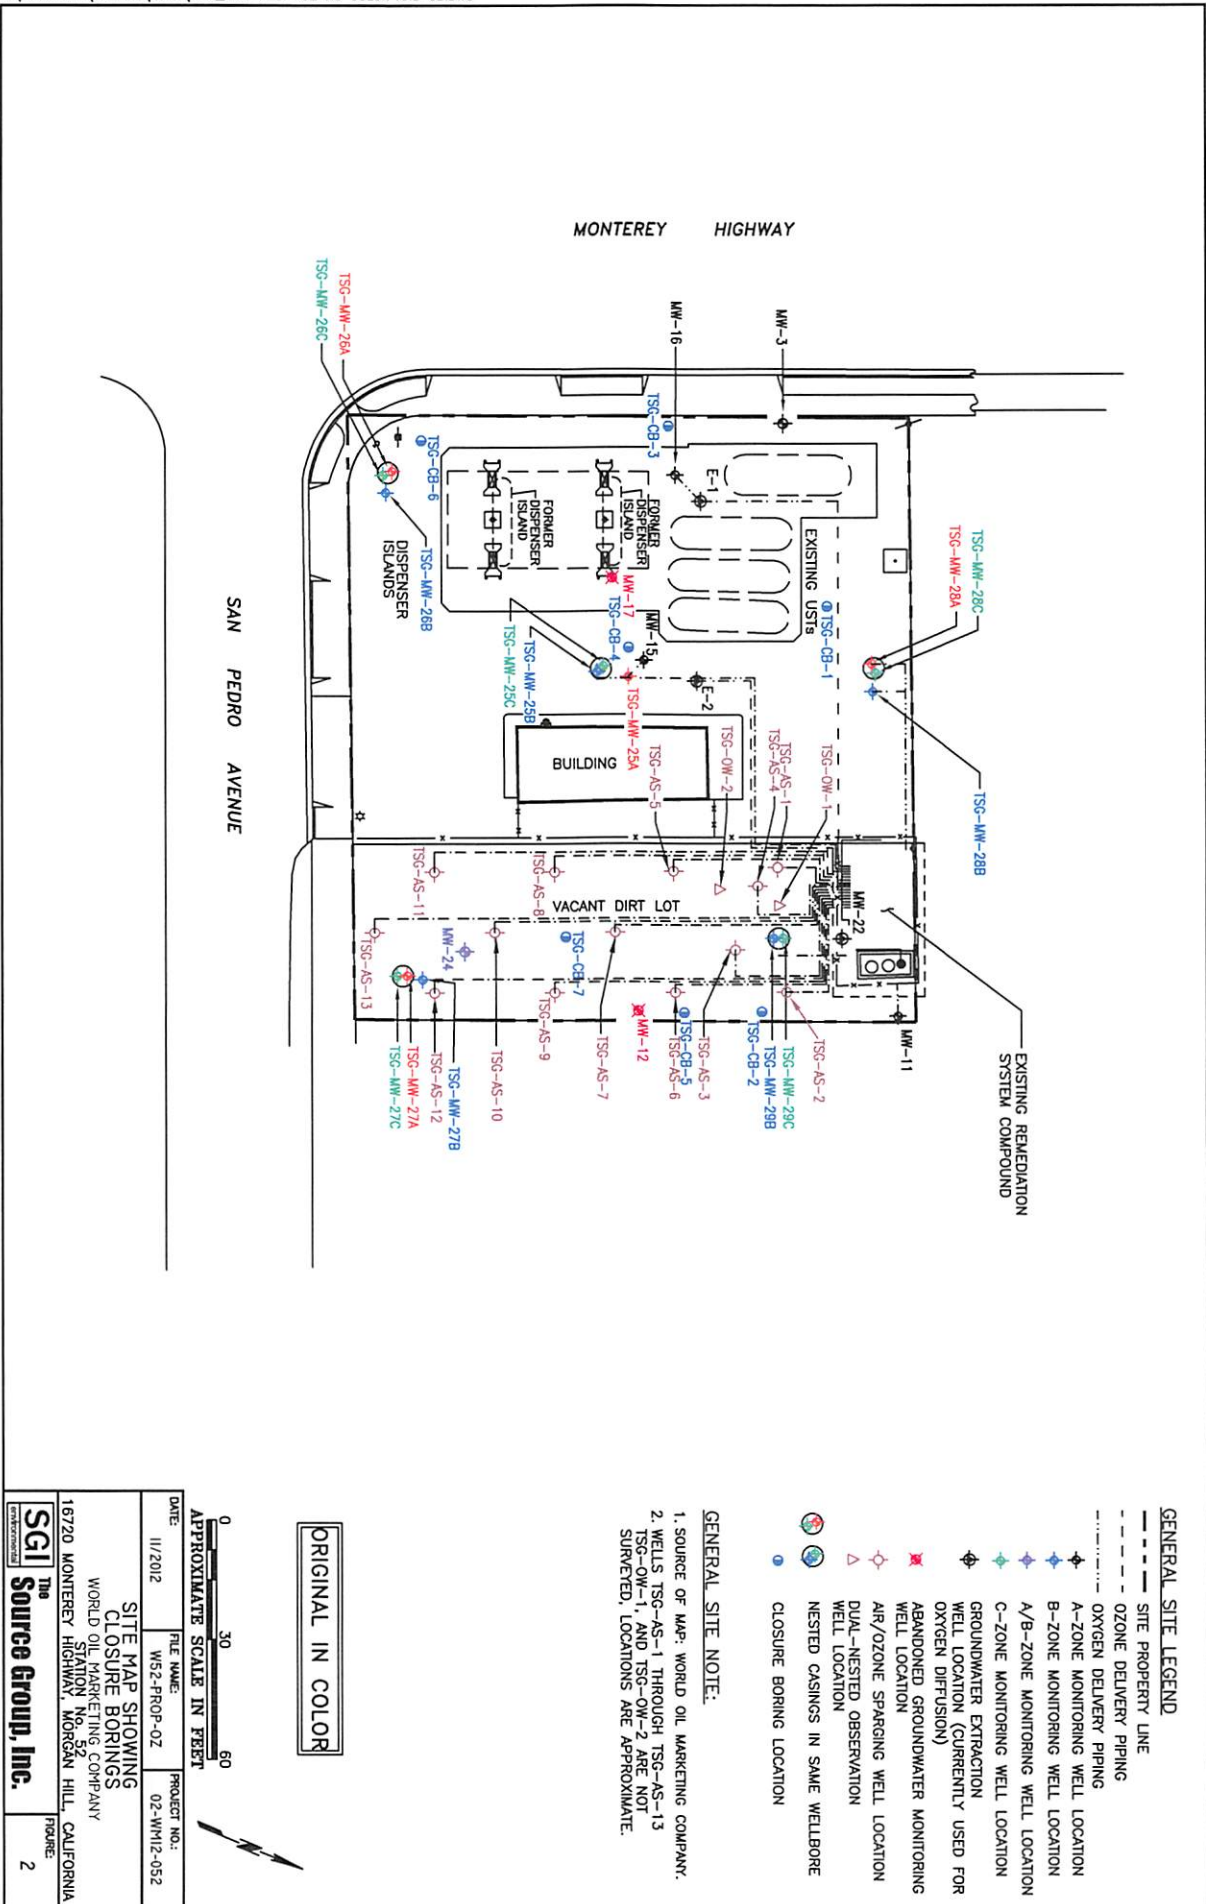 MONTEREY HIGHWAY
TSG-MW-26A
TSG-MW-26C
MW-16
MW-3
TSG-CB-3
TSG-CB-6
E-1
FORMER
DISPENSER
ISLAND
FORMER
DISPENSER
ISLAND
EXISTING USTs
TSG-MW-28C
TSG-MW-28A
TSG-CB-1
DISPENSER
ISLANDS
TSG-MW-26B
MW-17
TSG-CB-4
MW-15
TSG-MW-25B
TSG-MW-25C
TSG-MW-25A
E-2
BUILDING
TSG-AS-5
TSG-OW-2
TSG-AS-4
TSG-AS-1
TSG-OW-1
TSG-MW-28B
SAN PEDRO AVENUE
TSG-AS-11
TSG-AS-8
VACANT DIRT LOT
MW-22
TSG-AS-13
MW-24
TSG-CB-7
MW-12
MW-11
TSG-MW-27C
TSG-MW-27A
TSG-AS-12
TSG-MW-27B
TSG-AS-10
TSG-AS-9
TSG-AS-7
TSG-AS-6
TSG-CB-5
TSG-AS-3
TSG-CB-2
TSG-MW-29B
TSG-MW-29C
TSG-AS-2
EXISTING REMEDIATION
SYSTEM COMPOUND
GENERAL SITE LEGEND
SITE PROPERTY LINE
OZONE DELIVERY PIPING
OXYGEN DELIVERY PIPING
A-ZONE MONITORING WELL LOCATION
B-ZONE MONITORING WELL LOCATION
A/B-ZONE MONITORING WELL LOCATION
C-ZONE MONITORING WELL LOCATION
GROUNDWATER EXTRACTION
WELL LOCATION (CURRENTLY USED FOR
OXYGEN DIFFUSION)
ABANDONED GROUNDWATER MONITORING
WELL LOCATION
AIR/OZONE SPARGING WELL LOCATION
DUAL-NESTED OBSERVATION
WELL LOCATION
NESTED CASINGS IN SAME WELLBORE
CLOSURE BORING LOCATION
GENERAL SITE NOTE:
1. SOURCE OF MAP: WORLD OIL MARKETING COMPANY.
2. WELLS TSG-AS-1 THROUGH TSG-AS-13
TSG-OW-1, AND TSG-OW-2 ARE NOT
SURVEYED, LOCATIONS ARE APPROXIMATE.
ORIGINAL IN COLOR
0 30 60
APPROXIMATE SCALE IN FEET
DATE: 11/2012
FILE NAME: W52-PROP-OZ
PROJECT NO.: 02-WM12-052
SITE MAP SHOWING
CLOSURE BORINGS
WORLD OIL MARKETING COMPANY
STATION No. 52
16720 MONTEREY HIGHWAY, MORGAN HILL, CALIFORNIA
SGI
environmental
The
Source Group, Inc.
FIGURE:
2